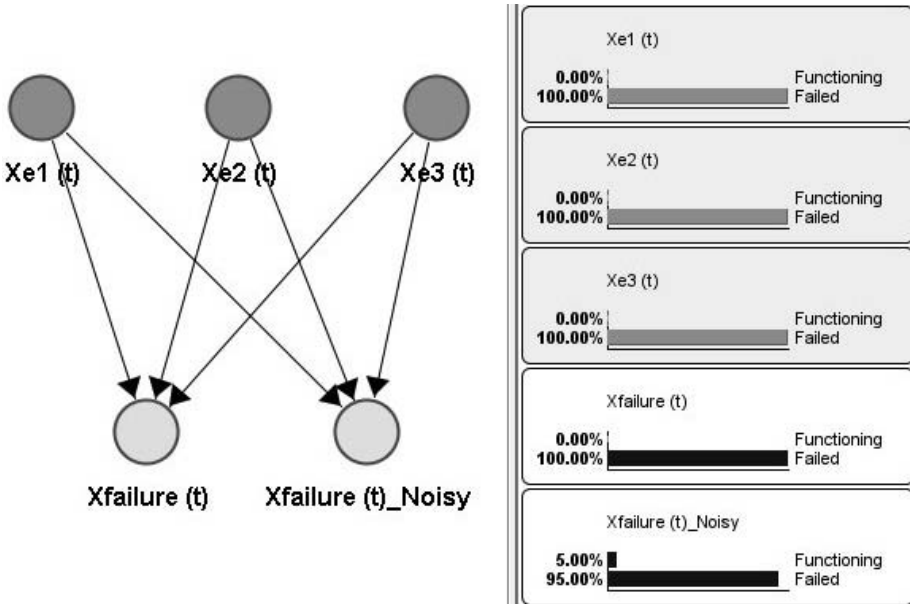 Xe1 (t)
Xe2 (t)
Xe3 (t)
Xfailure (t)
Xfailure (t)_Noisy
Xe1 (t)
0.00% Functioning
100.00% Failed
Xe2 (t)
0.00% Functioning
100.00% Failed
Xe3 (t)
0.00% Functioning
100.00% Failed
Xfailure (t)
0.00% Functioning
100.00% Failed
Xfailure (t)_Noisy
5.00% Functioning
95.00% Failed